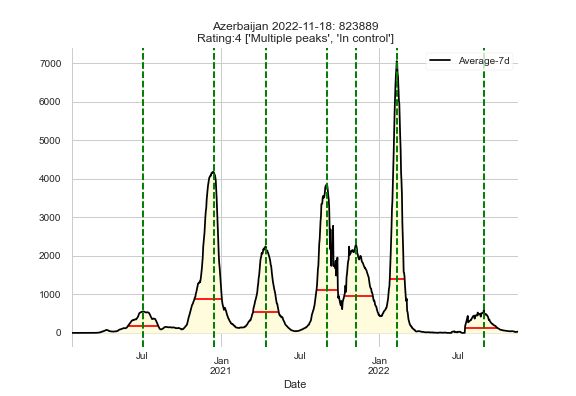 Azerbaijan 2022-11-18: 823889
Rating:4 ['Multiple peaks', 'In control']
Average-7d
7000
6000
5000
4000
3000
2000
1000
0
Jul
Jan
2021
Jul
Jan
2022
Jul
Date